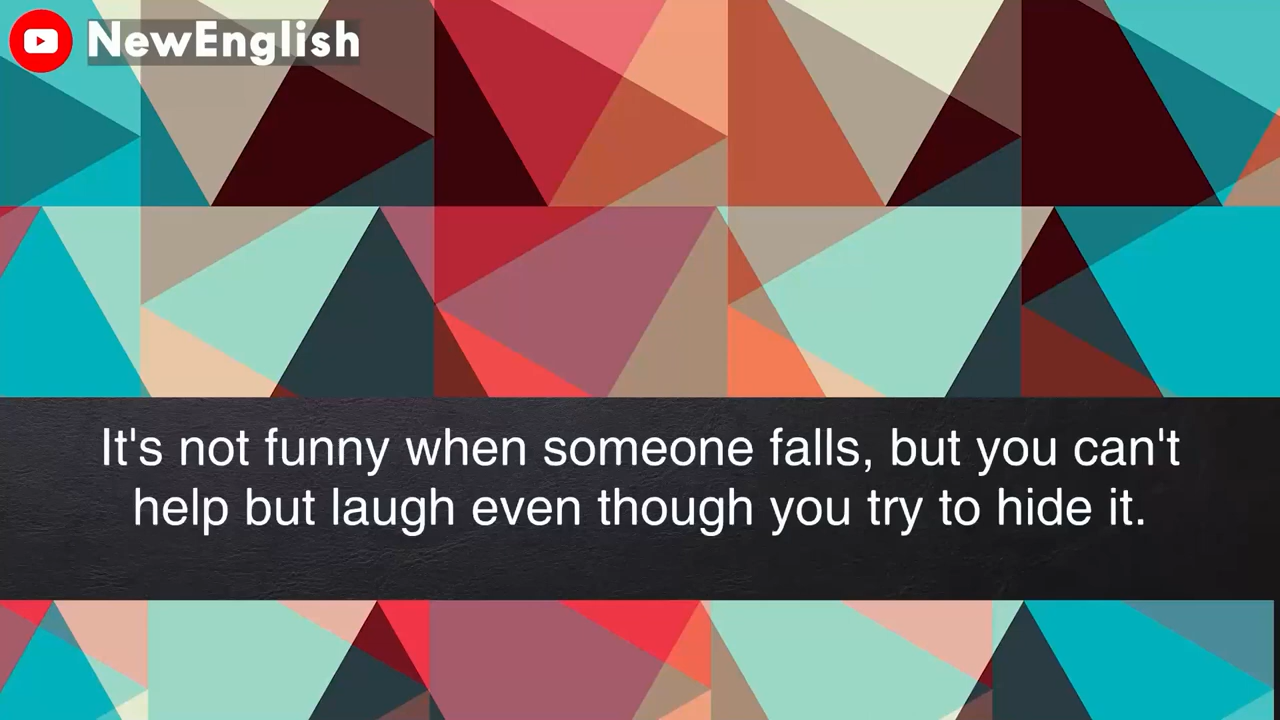 NewEnglish
It's not funny when someone falls, but you can't
help but laugh even though you try to hide it.